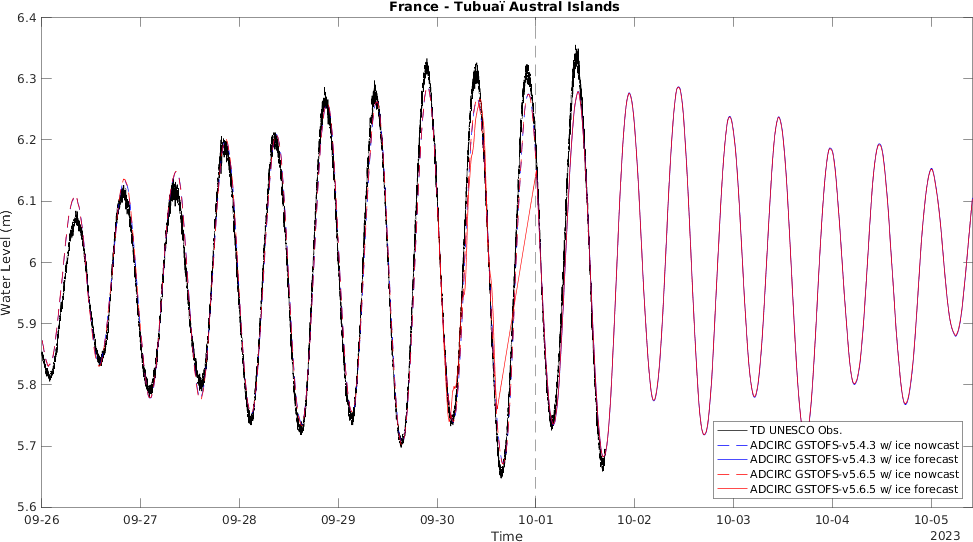 France - Tubuaï Austral Islands
6.4
6.3
6.2
6.1
6
5.9
5.8
5.7
5.6
Water Level (m)
TD UNESCO Obs.
ADCIRC GSTOFS-v5.4.3 w/ ice nowcast
ADCIRC GSTOFS-v5.4.3 w/ ice forecast
ADCIRC GSTOFS-v5.6.5 w/ ice nowcast
ADCIRC GSTOFS-v5.6.5 w/ ice forecast
09-26 09-27 09-28 09-29 09-30 10-01 10-02 10-03 10-04 10-05
Time
2023